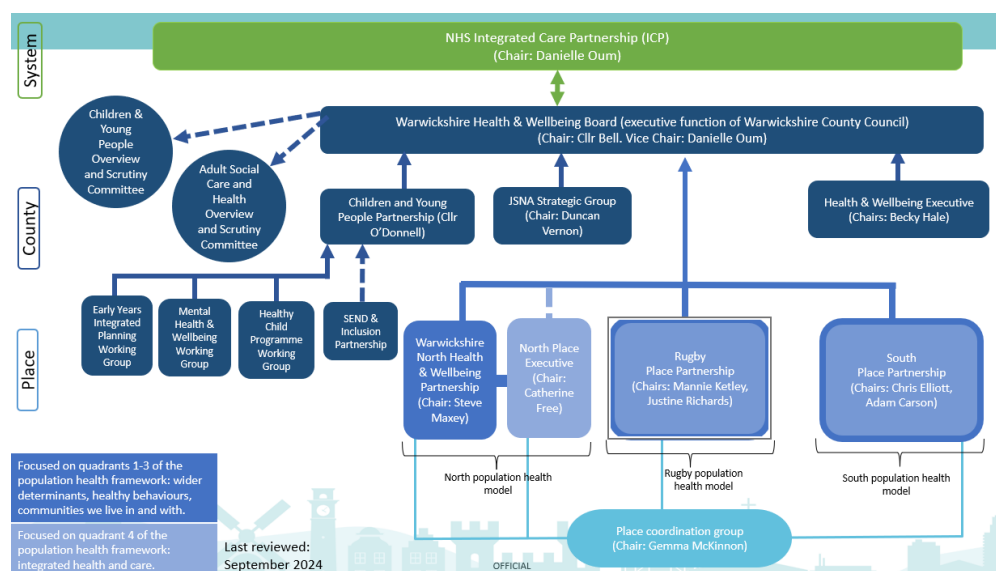 System
NHS Integrated Care Partnership (ICP)
(Chair: Danielle Oum)
County
Children &
Young
People
Overview
and Scrutiny
Committee
Adult Social
Care and
Health
Overview
and Scrutiny
Committee
Warwickshire Health & Wellbeing Board (executive function of Warwickshire County Council)
(Chair: Cllr Bell. Vice Chair: Danielle Oum)
Children and Young
People Partnership (Cllr
O’Donnell)
JSNA Strategic Group
(Chair: Duncan
Vernon)
Health & Wellbeing Executive
(Chairs: Becky Hale)
Place
Early Years
Integrated
Planning
Working
Group
Mental
Health &
Wellbeing
Working
Group
Healthy
Child
Programme
Working
Group
SEND &
Inclusion
Partnership
Warwickshire
North Health
& Wellbeing
Partnership
(Chair: Steve
Maxey)
North Place
Executive
(Chair:
Catherine
Free)
Rugby
Place Partnership
(Chairs: Mannie Ketley,
Justine Richards)
South
Place Partnership
(Chairs: Chris Elliott,
Adam Carson)
North population health
model
Rugby population
health model
South population health
model
Focused on quadrants 1-3 of the
population health framework: wider
determinants, healthy behaviours,
communities we live in and with.
Focused on quadrant 4 of the
population health framework:
integrated health and care.
Last reviewed:
September 2024
Place coordination group
(Chair: Gemma McKinnon)
OFFICIAL